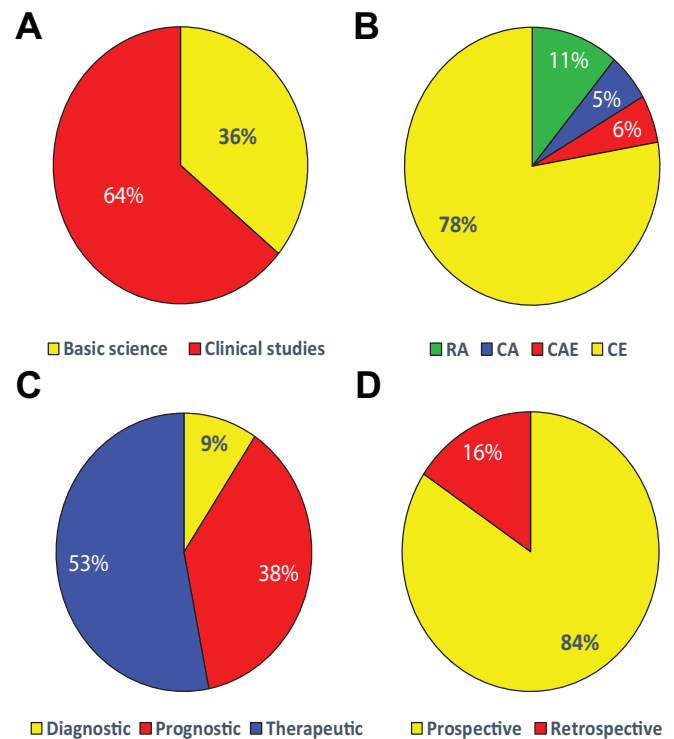 A
B
36%
64%
11%
5%
6%
78%
Basic science Clinical studies
RA CA CAE CE
C
D
9%
38%
53%
16%
84%
Diagnostic Prognostic Therapeutic
Prospective Retrospective